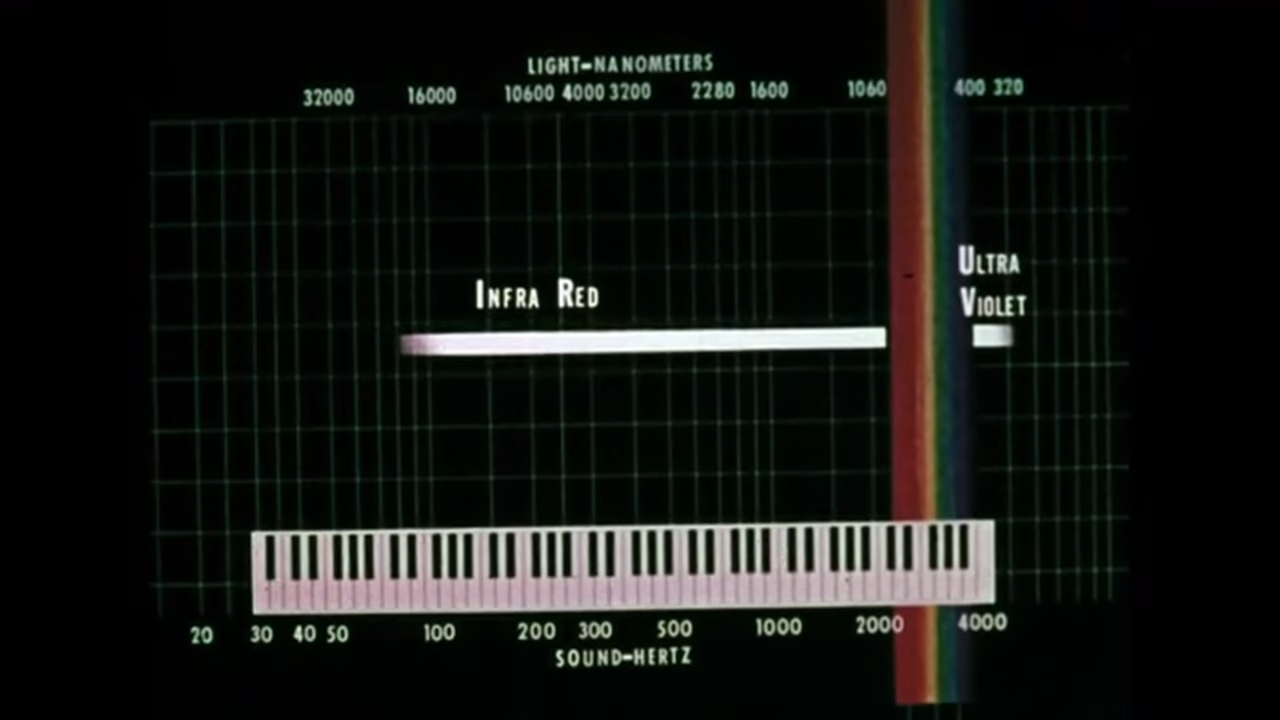 LIGHT-NANOMETERS
32000 16000 10600 4000 3200 2280 1600 1060 400 320
ULTRA
INFRA RED
VIOLET
20 30 40 50 100 200 300 500 1000 2000 4000
SOUND-HERTZ